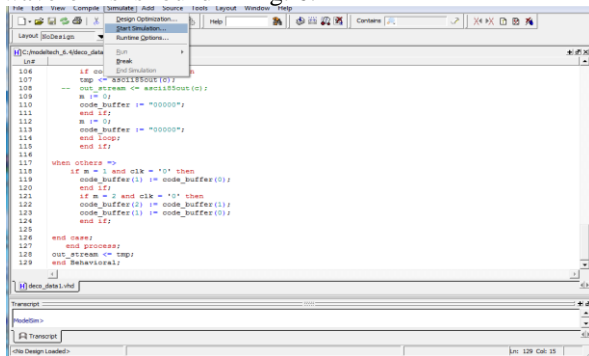 File Edit View Compile Simulate Add Source Tools Layout Window Help
Design Optimization...
Start Simulation...
Runtime Options...
Run
Break
End Simulation
Help
Contains
Layout NoDesign
C:/modeltech_6.4/deco_data
Ln#
106 if
107 tmp <= ascii85out(c);
108 -- out_stream <= ascii85out(c);
109 m := 0;
110 code_buffer := "00000";
111 end if;
112 m := 0;
113 code_buffer := "00000";
114 end loop;
115 end if;
116
117 when others =>
118 if m = 1 and clk = '0' then
119 code_buffer(1) := code_buffer(0);
120 end if;
121 if m = 2 and clk = '0' then
122 code_buffer(2) := code_buffer(1);
123 code_buffer(1) := code_buffer(0);
124 end if;
125
126 end case;
127 end process;
128 out_stream <= tmp;
129 end Behavioral;
deco_data1.vhd
Transcript
ModelSim>
Transcript
<No Design Loaded>
Ln: 129 Col: 15